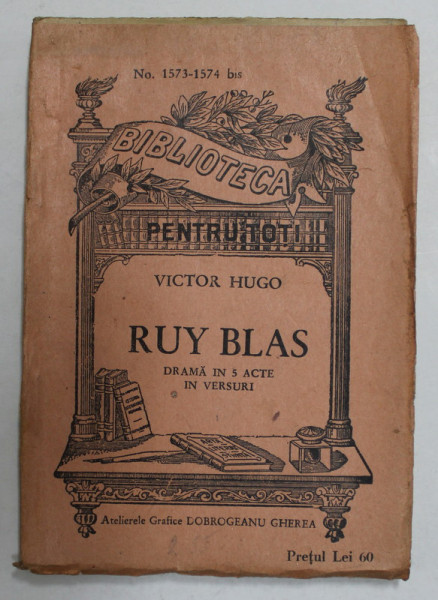 No. 1573-1574 bis
BIBLIOTECA
PENTRU TOȚI
VICTOR HUGO
RUY BLAS
DRAMĂ IN 5 ACTE
IN VERSURI
Atelierele Grafice DOBROGEANU GHEREA
Prețul Lei 60